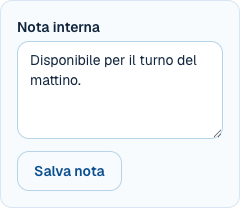 Nota interna
Disponibile per il turno del
mattino.
Salva nota